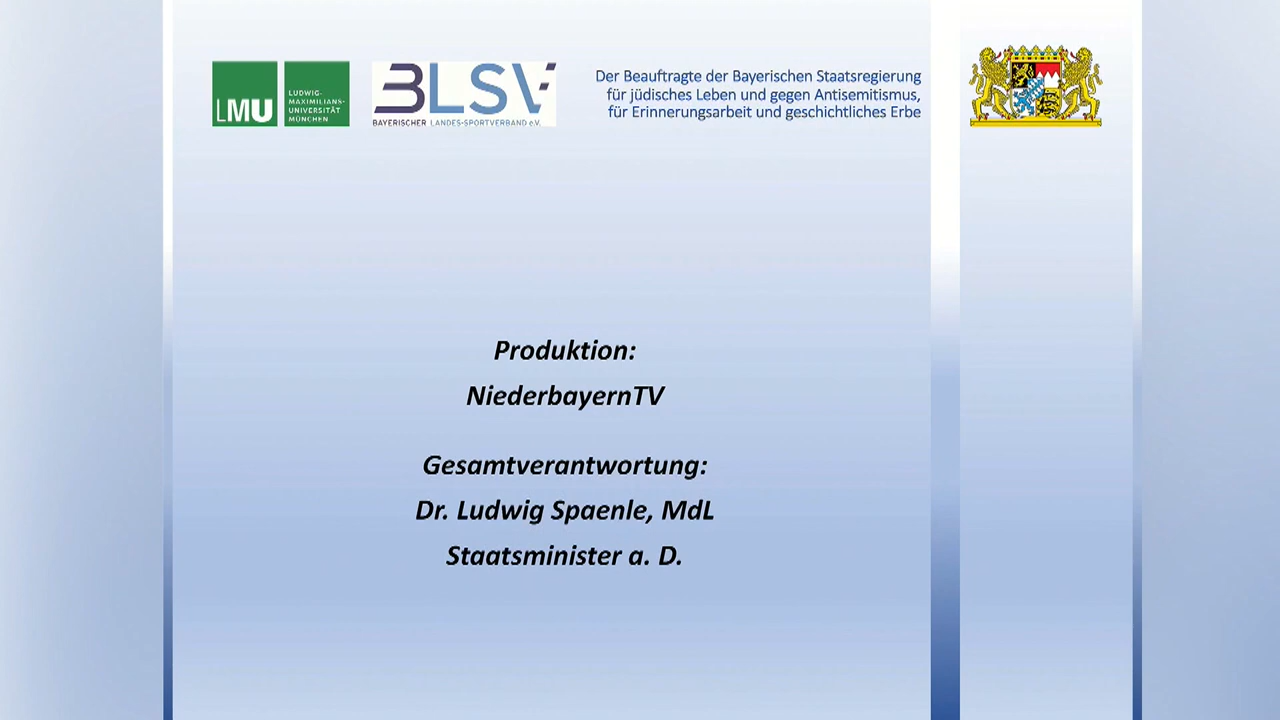 LMU
LUDWIG-
MAXIMILIANS-
UNIVERSITÄT
MÜNCHEN
BLSV
BAYERISCHER LANDES-SPORTVERBAND e.V.
Der Beauftragte der Bayerischen Staatsregierung
für jüdisches Leben und gegen Antisemitismus,
für Erinnerungsarbeit und geschichtliches Erbe
Produktion:
NiederbayernTV
Gesamtverantwortung:
Dr. Ludwig Spaenle, MdL
Staatsminister a. D.